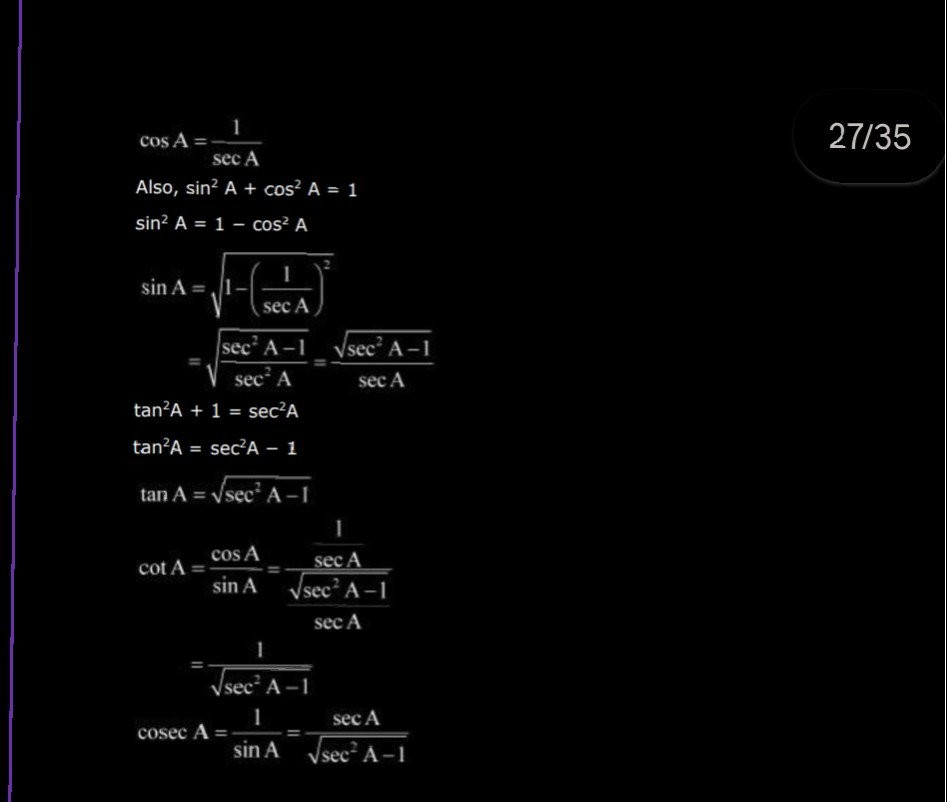 27/35
cos A = 1/sec A
Also, sin² A + cos² A = 1
sin² A = 1 − cos² A
sin A = √(1−(1/sec A)²)
= √((sec² A−1)/(sec² A)) = √(sec² A−1)/sec A
tan²A + 1 = sec²A
tan²A = sec²A − 1
tan A = √(sec² A−1)
cot A = cos A/sin A = (1/sec A)/(√(sec² A−1)/sec A)
= 1/√(sec² A−1)
cosec A = 1/sin A = sec A/√(sec² A−1)